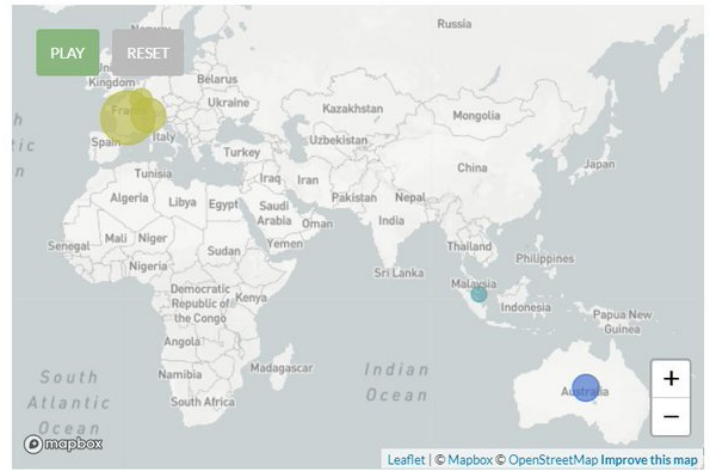 Russia
Norway
PLAY
RESET
Kingdom
Belarus
Ukraine
Kazakhstan
Mongolia
France
Spain
Italy
Uzbekistan
Turkey
China
Japan
Tunisia
Iraq
Iran
Algeria
Libya
Egypt
Saudi
Arabia
Pakistan
Nepal
Oman
India
Senegal
Mali
Niger
Sudan
Yemen
Thailand
Philippines
Nigeria
Sri Lanka
Malaysia
Democratic
Republic of
the Congo
Kenya
Indonesia
Papua New
Guinea
Angola
Namibia
Madagascar
South Africa
South
Atlantic
Ocean
Indian
Ocean
Australia
+
−
mapbox
Leaflet | © Mapbox © OpenStreetMap Improve this map